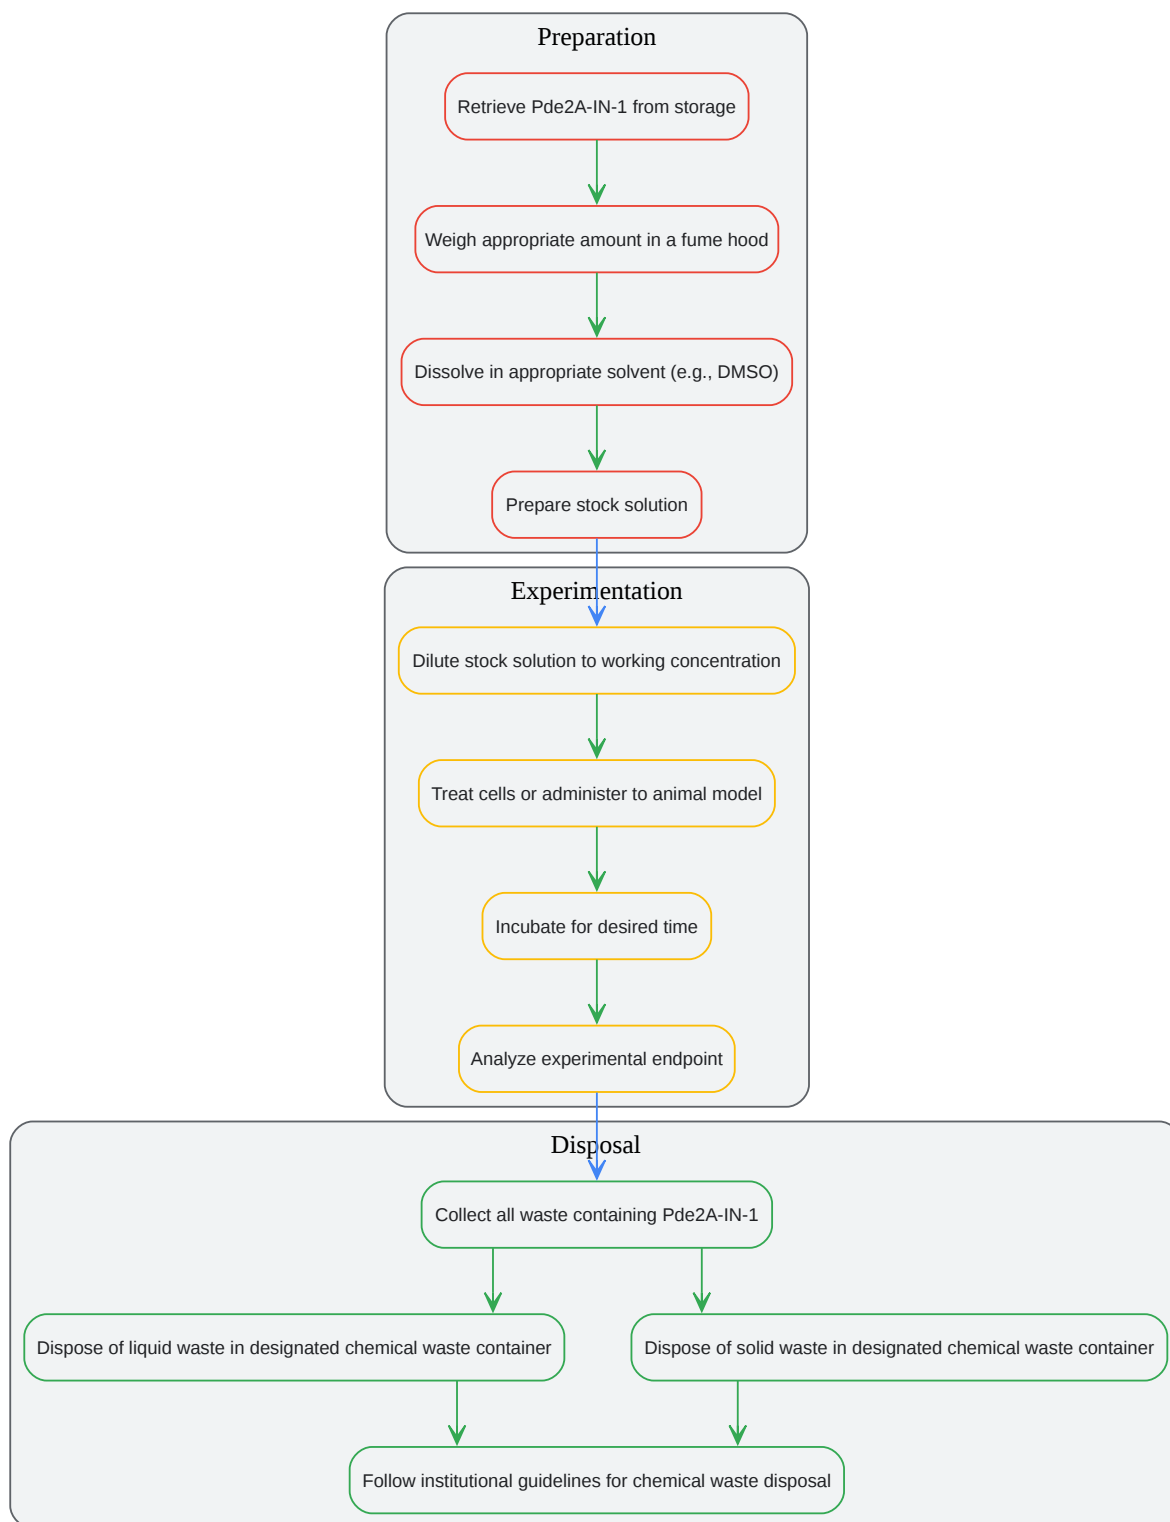 Preparation
Retrieve Pde2A-IN-1 from storage
Weigh appropriate amount in a fume hood
Dissolve in appropriate solvent (e.g., DMSO)
Prepare stock solution
Experimentation
Dilute stock solution to working concentration
Treat cells or administer to animal model
Incubate for desired time
Analyze experimental endpoint
Disposal
Collect all waste containing Pde2A-IN-1
Dispose of liquid waste in designated chemical waste container
Dispose of solid waste in designated chemical waste container
Follow institutional guidelines for chemical waste disposal